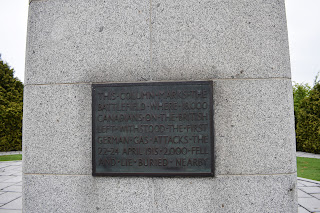 THIS·COLUMN·MARKS·THE
BATTLEFIELD·WHERE·18,000
CANADIANS·ON·THE·BRITISH
LEFT·WITHSTOOD·THE·FIRST
GERMAN·GAS·ATTACKS·THE
22-24·APRIL·1915·2,000·FELL
AND·LIE·BURIED·NEARBY